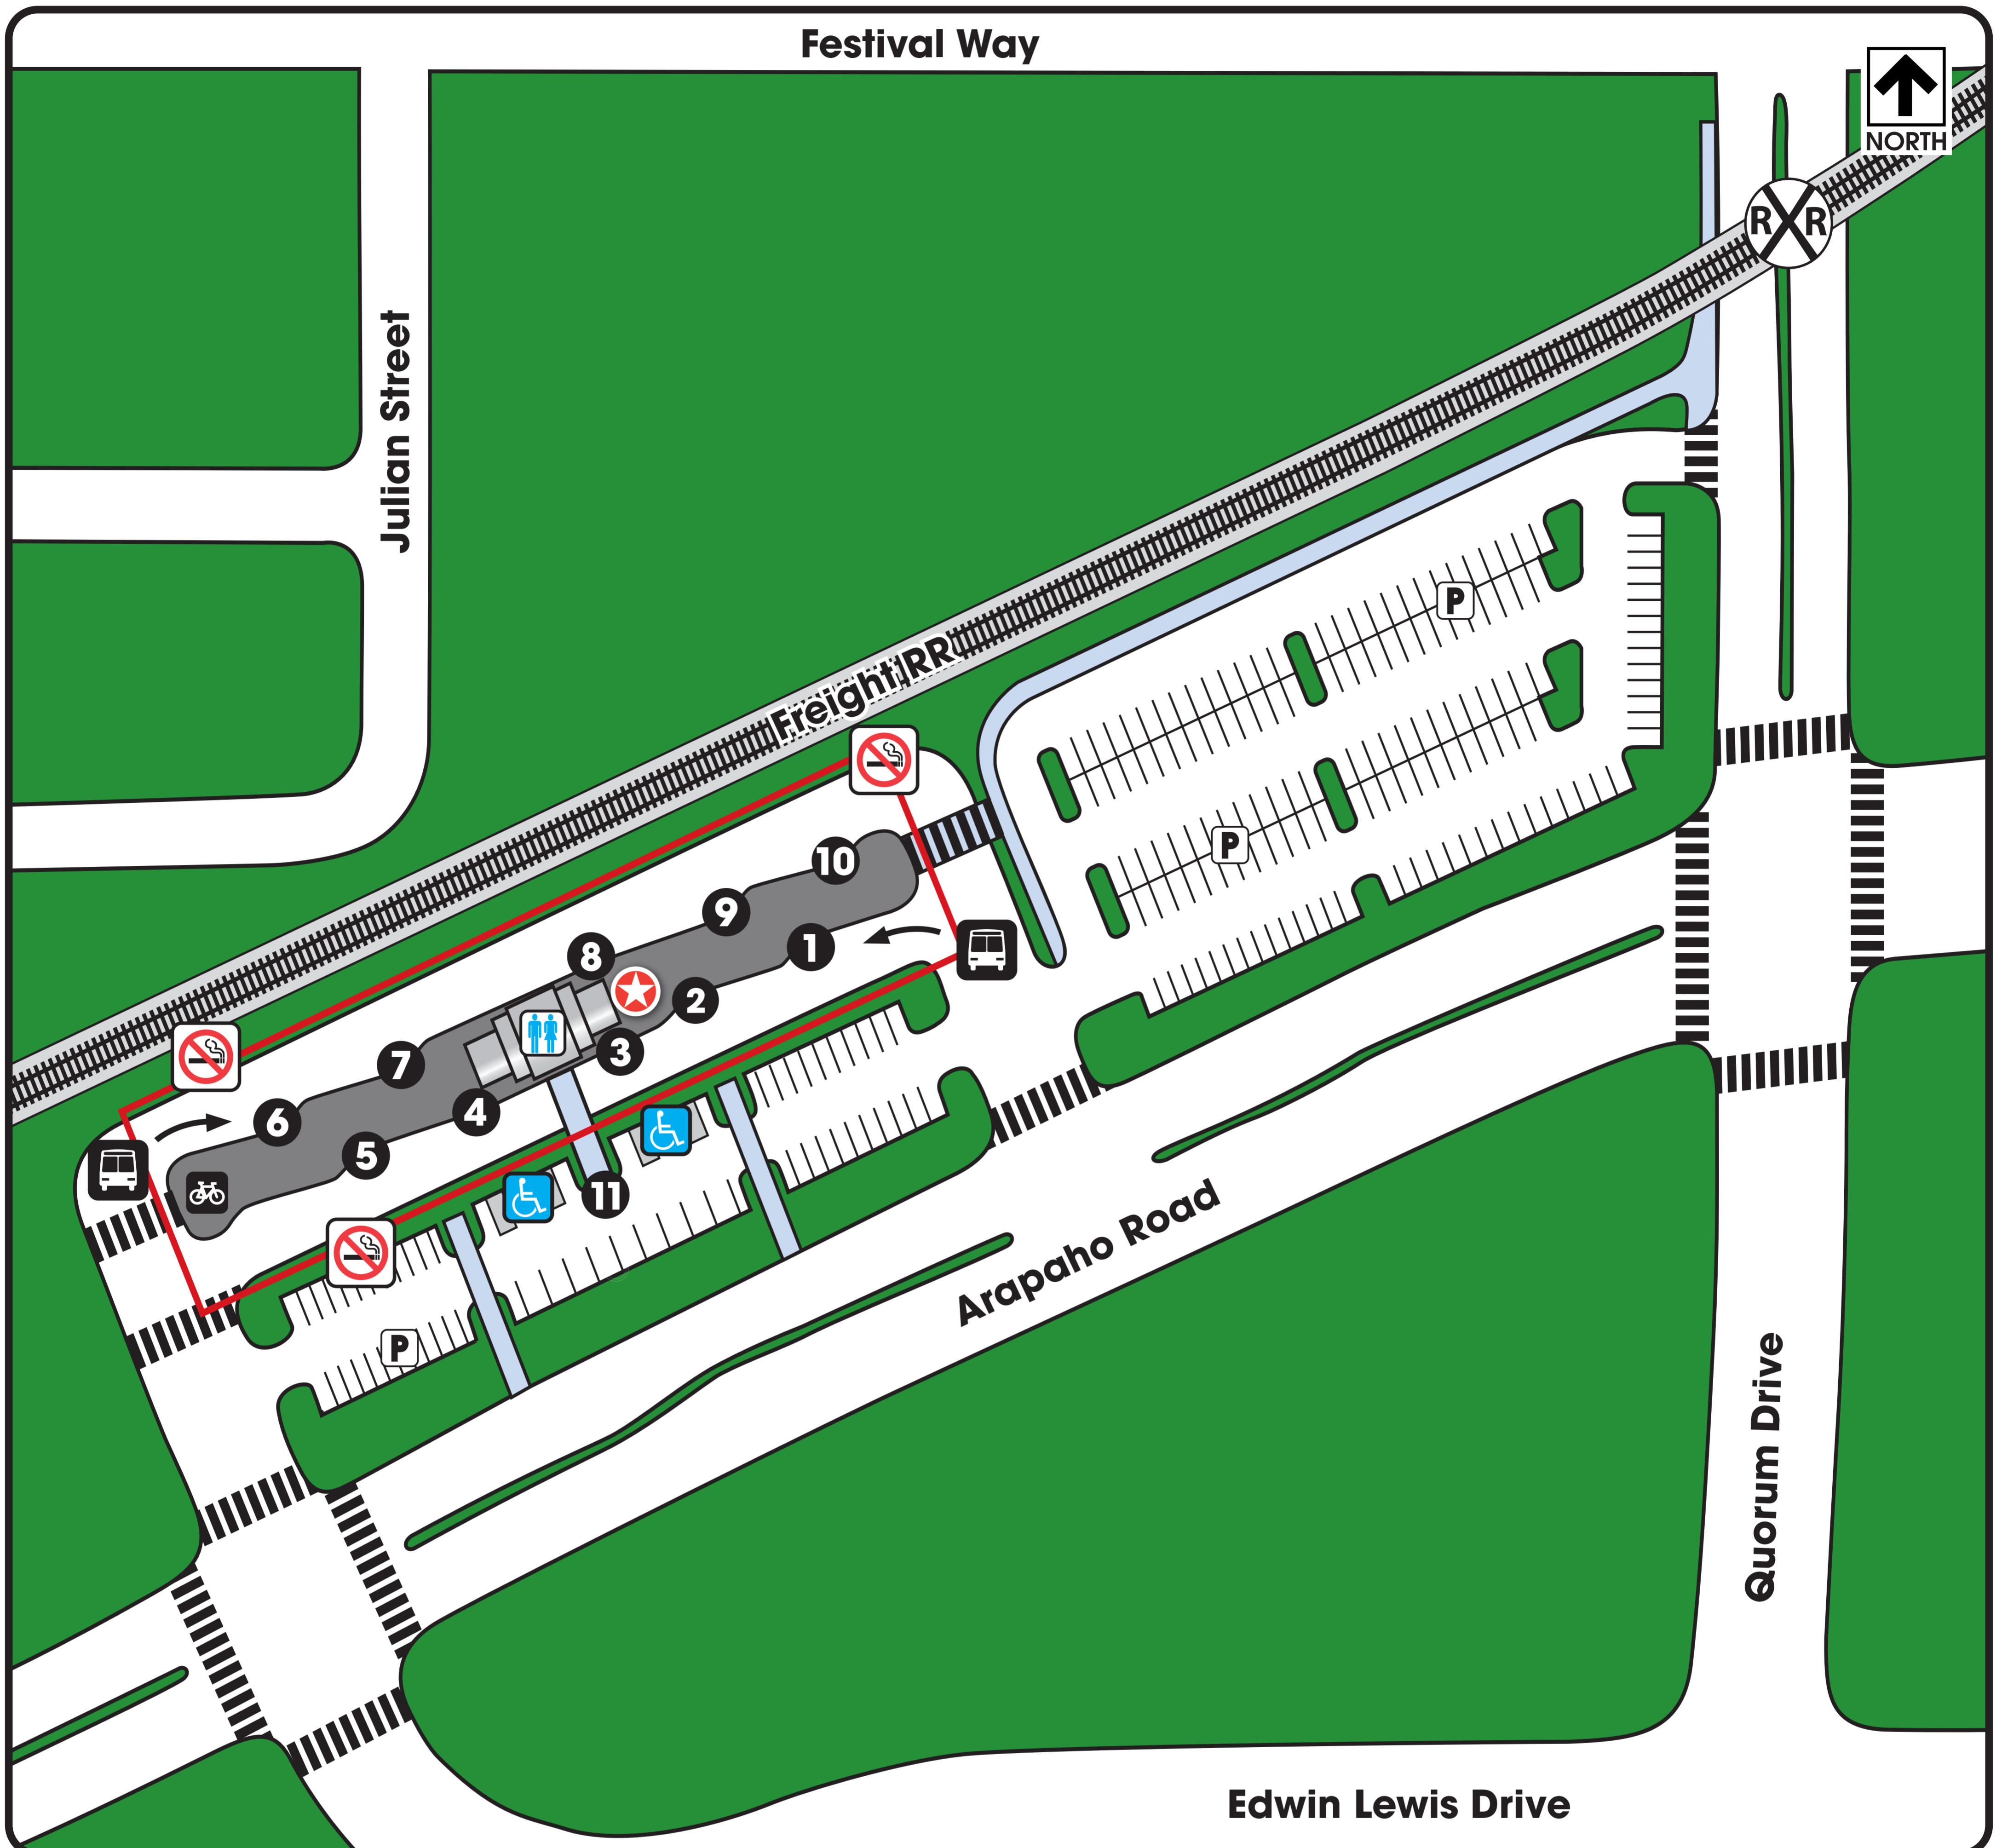 Festival Way
NORTH
R R
Julian Street
P
Freight RR
P
10
9
1
8
2
3
7
4
6
5
11
P
Arapaho Road
Quorum Drive
Edwin Lewis Drive